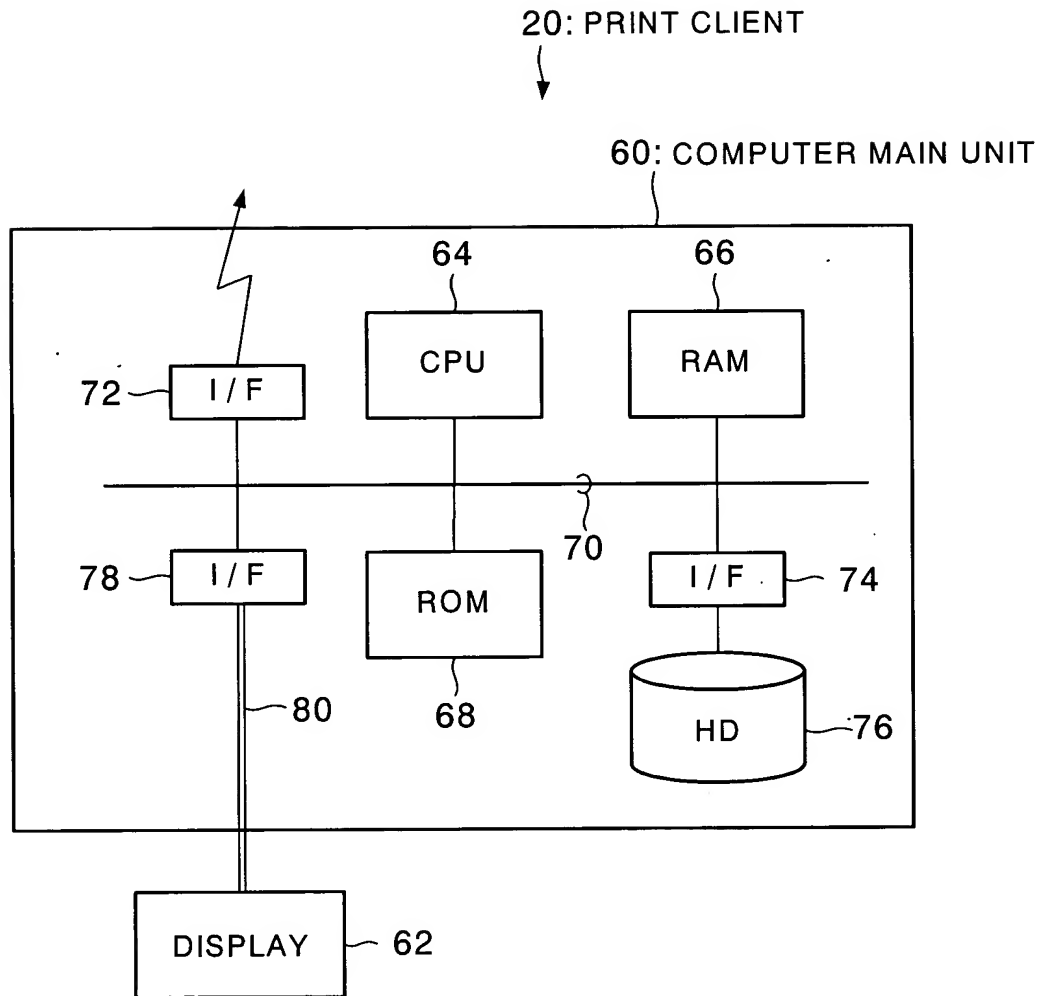 20: PRINT CLIENT
60: COMPUTER MAIN UNIT
64
66
CPU
RAM
72
I/F
70
78
I/F
ROM
I/F
74
68
80
HD
76
DISPLAY
62